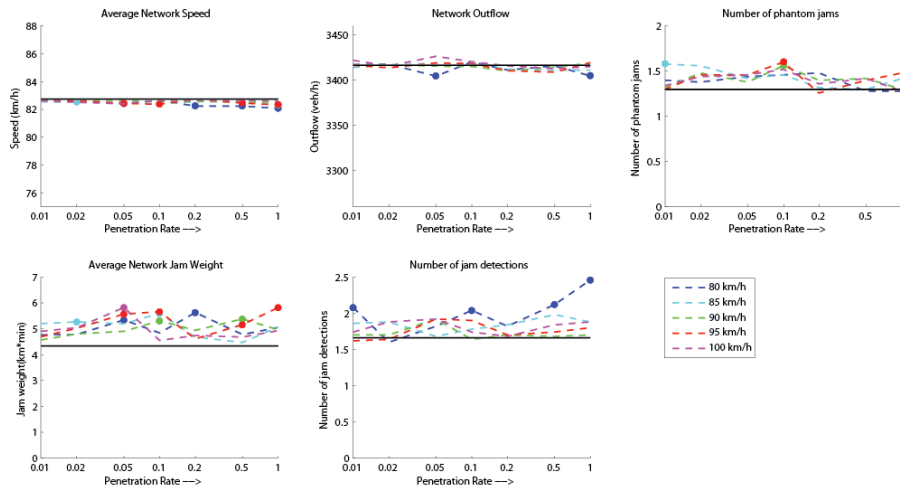 Average Network Speed
88
86
84
82
80
78
76
Speed (km/h)
0.01 0.02 0.05 0.1 0.2 0.5 1
Penetration Rate —>
Network Outflow
3450
3400
3350
3300
Outflow (veh/h)
0.01 0.02 0.05 0.1 0.2 0.5 1
Penetration Rate —>
Number of phantom jams
2
1.5
1
0.5
0
Number of phantom jams
0.01 0.02 0.05 0.1 0.2 0.5
Penetration Rate —>
Average Network Jam Weight
7
6
5
4
3
2
1
0
Jam weight(km*min)
0.01 0.02 0.05 0.1 0.2 0.5 1
Penetration Rate —>
Number of jam detections
2.5
2
1.5
1
0.5
0
Number of jam detections
0.01 0.02 0.05 0.1 0.2 0.5 1
Penetration Rate —>
80 km/h
85 km/h
90 km/h
95 km/h
100 km/h